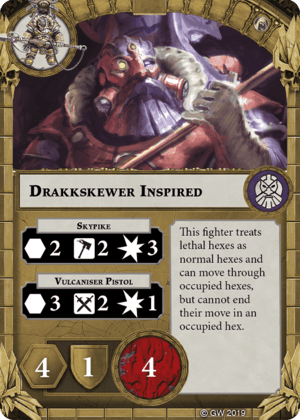 Drakkskewer Inspired
Skypike
2 2 3
Vulcaniser Pistol
3 2 1
This fighter treats
lethal hexes as
normal hexes and
can move through
occupied hexes,
but cannot end
their move in an
occupied hex.
4 1 4
© GW 2019